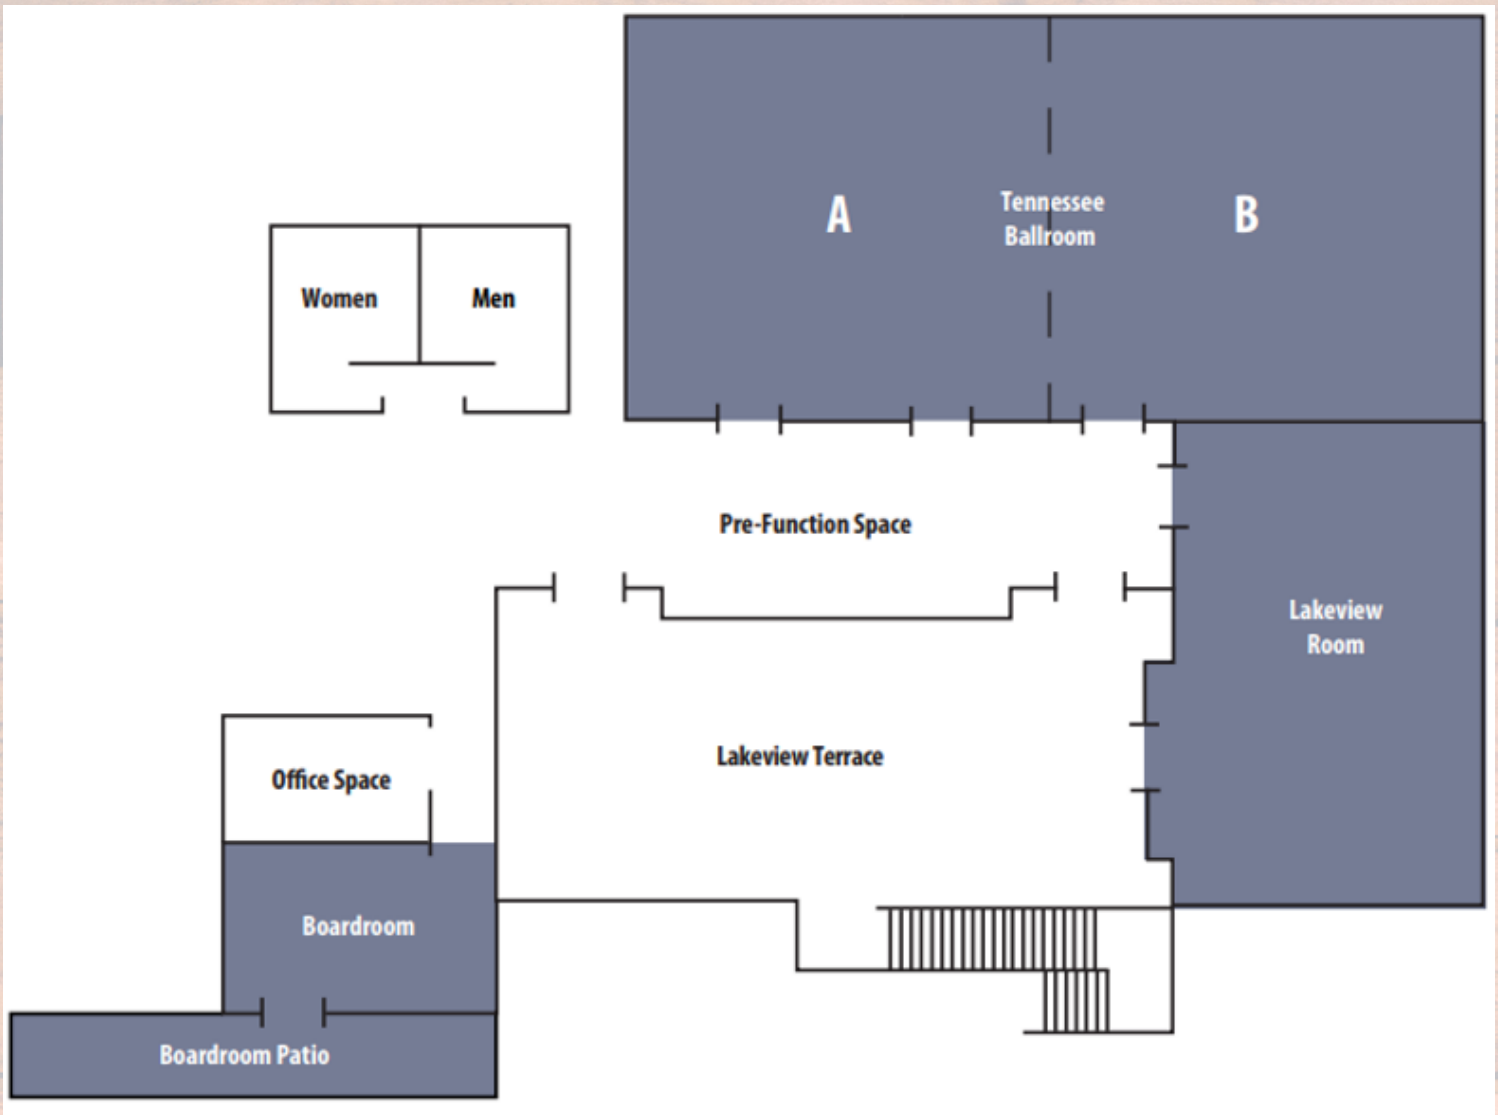 A
Tennessee
Ballroom
B
Women
Men
Pre-Function Space
Lakeview
Room
Lakeview Terrace
Office Space
Boardroom
Boardroom Patio